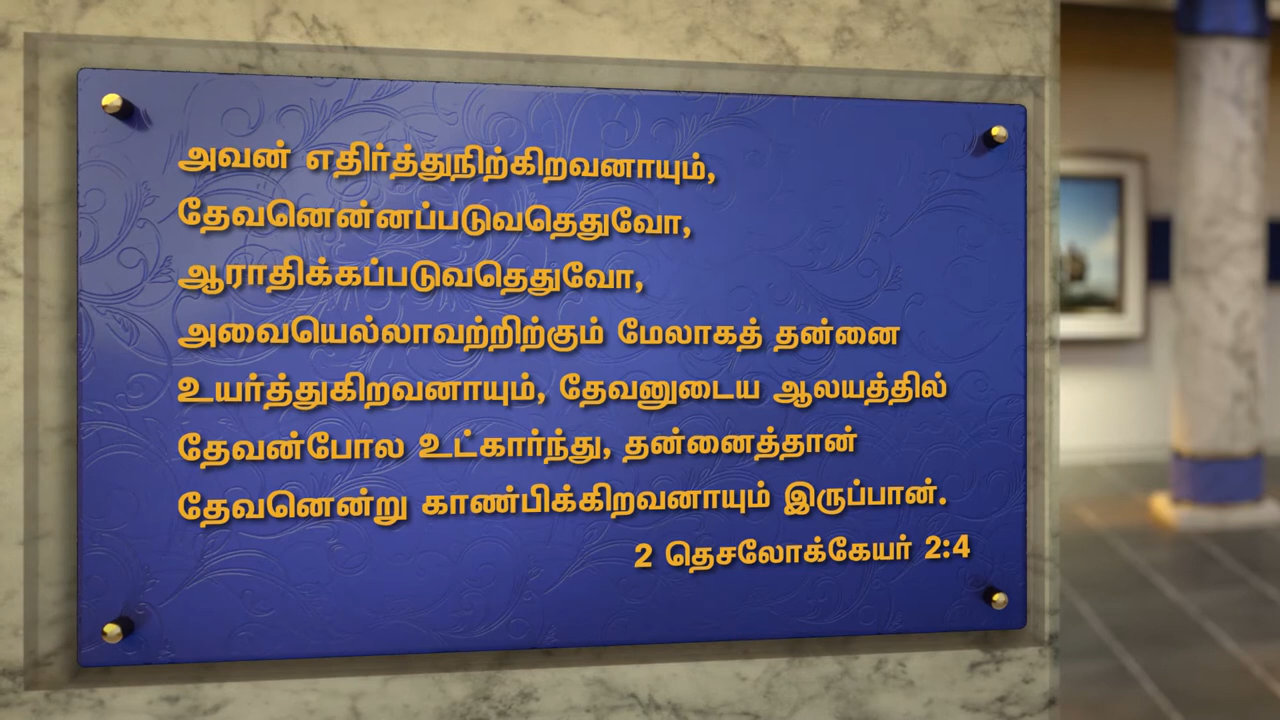 அவன் எதிர்த்துநிற்கிறவனாயும்,
தேவனென்னப்படுவதெதுவோ,
ஆராதிக்கப்படுவதெதுவோ,
அவையெல்லாவற்றிற்கும் மேலாகத் தன்னை
உயர்த்துகிறவனாயும், தேவனுடைய ஆலயத்தில்
தேவன்போல உட்கார்ந்து, தன்னைத்தான்
தேவனென்று காண்பிக்கிறவனாயும் இருப்பான்.
2 தெசலோக்கேயர் 2:4